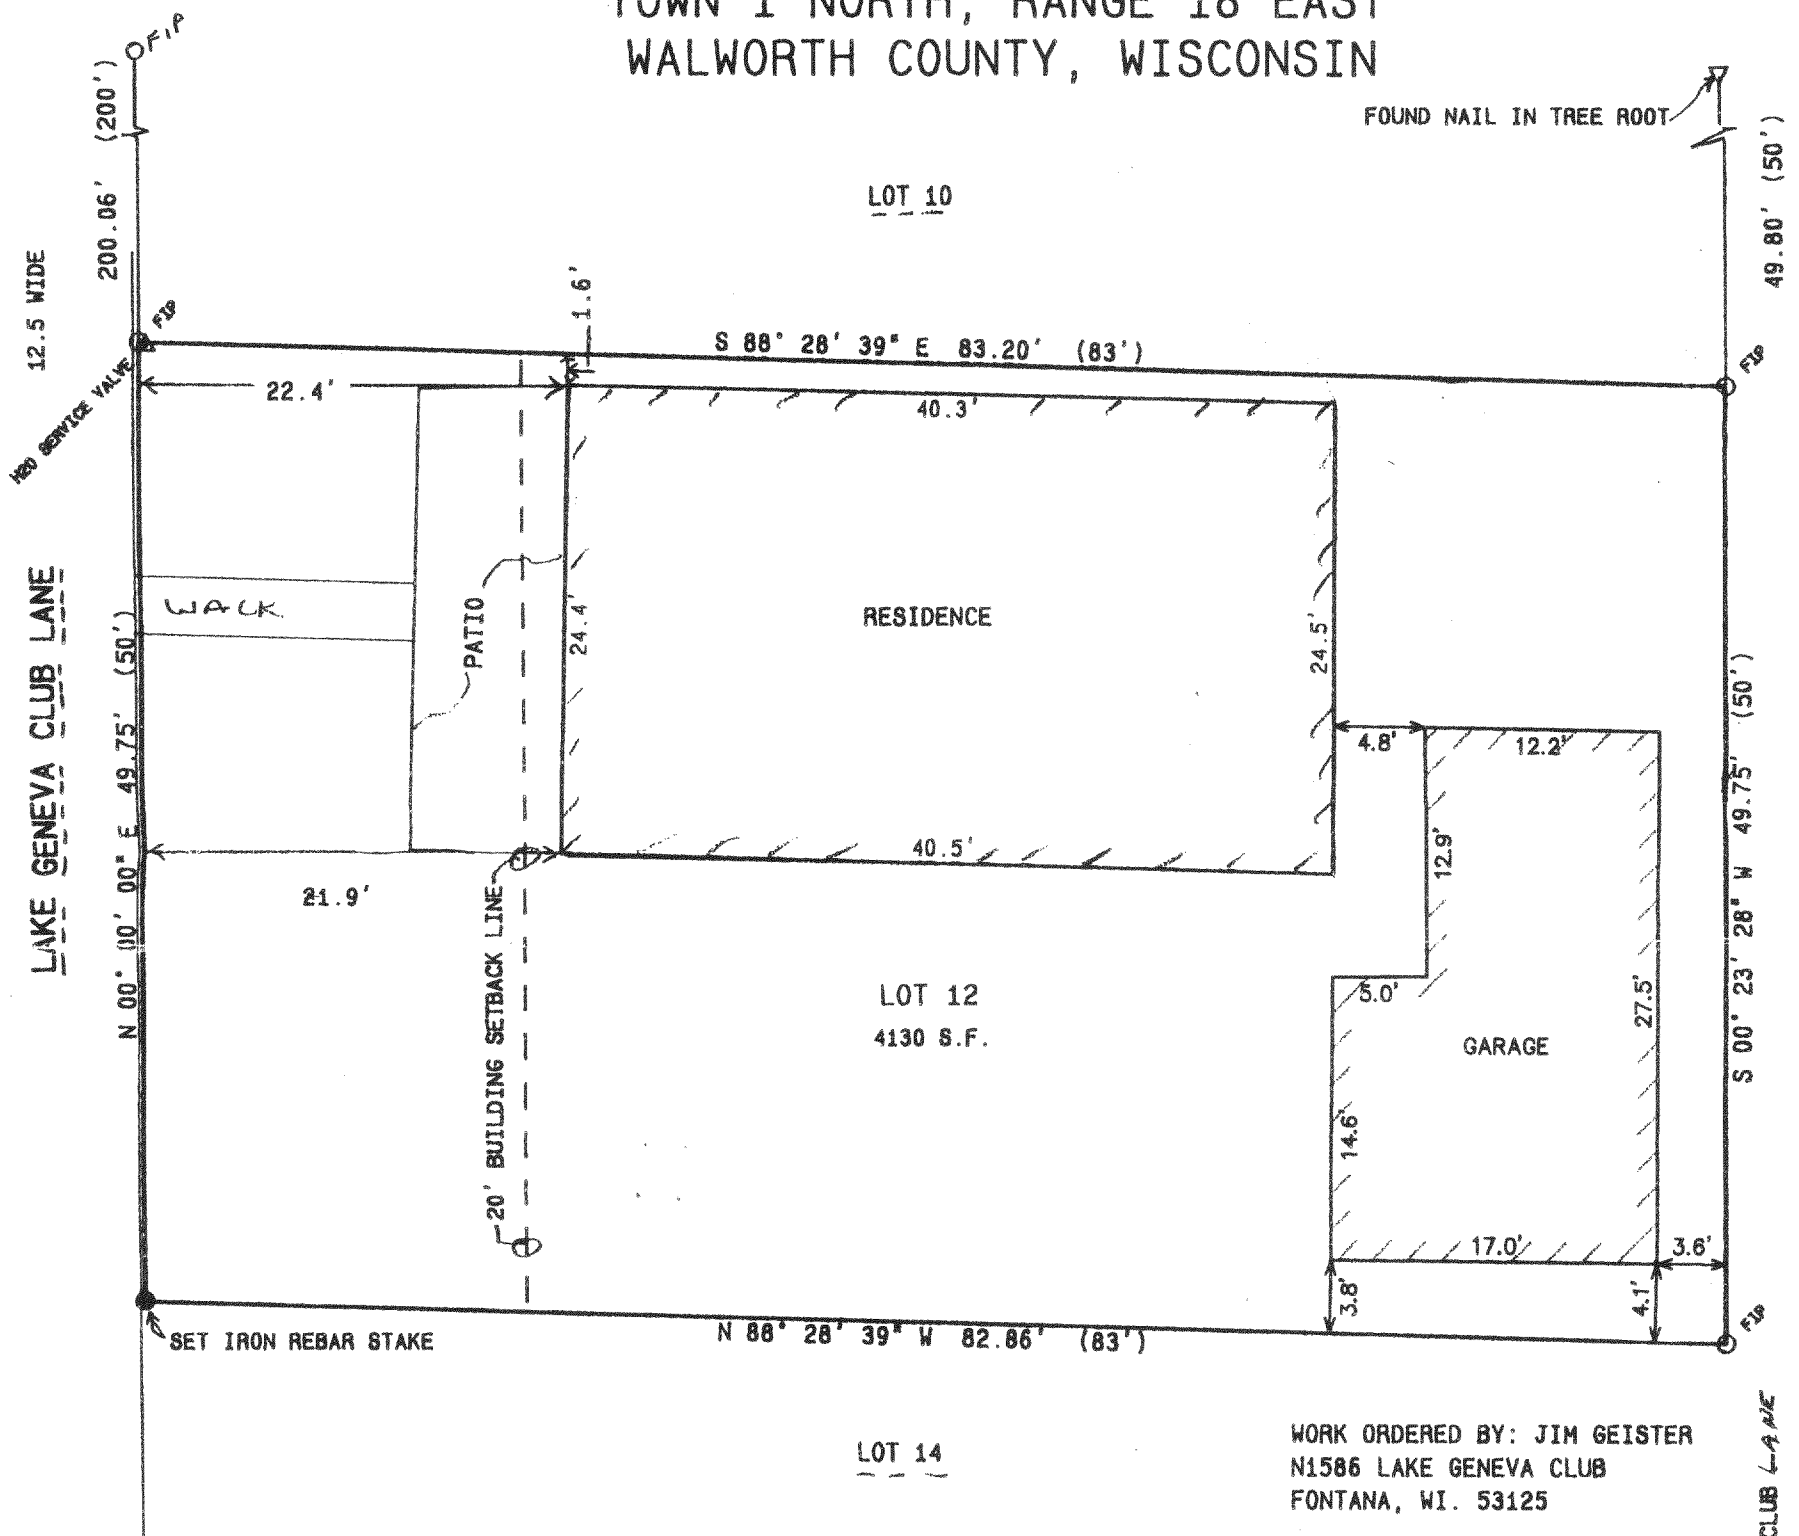 TOWN 1 NORTH, RANGE 18 EAST
WALWORTH COUNTY, WISCONSIN
FIP
FOUND NAIL IN TREE ROOT
200.06' (200')
49.80' (50')
12.5 WIDE
LOT 10
FIP
H2O SERVICE VALVE
1.6'
S 88° 28' 39" E 83.20' (83')
FIP
22.4'
40.3'
WALK
PATIO
24.4'
RESIDENCE
24.5'
LAKE GENEVA CLUB LANE
N 00° 00' 00" E 49.75' (50')
4.8'
12.2'
12.9'
40.5'
21.9'
20' BUILDING SETBACK LINE
LOT 12
4130 S.F.
5.0'
GARAGE
27.5'
S 00° 23' 28" W 49.75' (50')
14.6'
17.0'
3.6'
3.8'
4.1'
FIP
SET IRON REBAR STAKE
N 88° 28' 39" W 82.86' (83')
LOT 14
WORK ORDERED BY: JIM GEISTER
N1586 LAKE GENEVA CLUB
FONTANA, WI. 53125
CLUB LANE